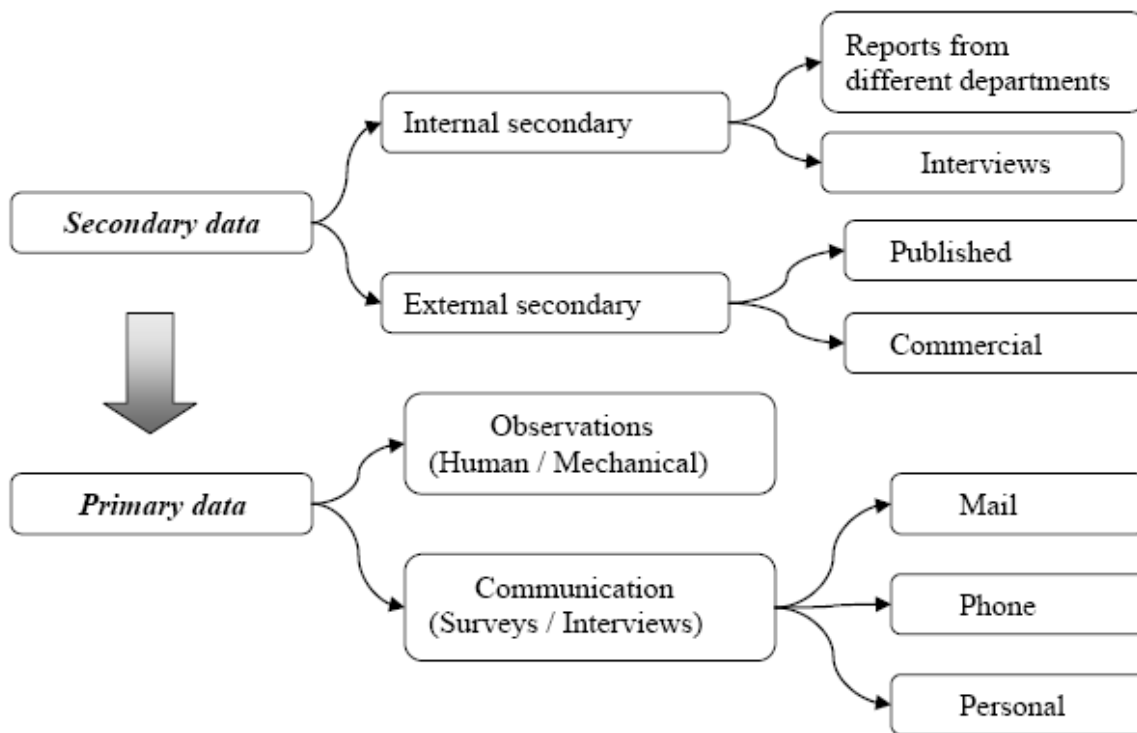 Reports from
different departments
Internal secondary
Interviews
Secondary data
Published
External secondary
Commercial
Observations
(Human / Mechanical)
Primary data
Mail
Communication
(Surveys / Interviews)
Phone
Personal